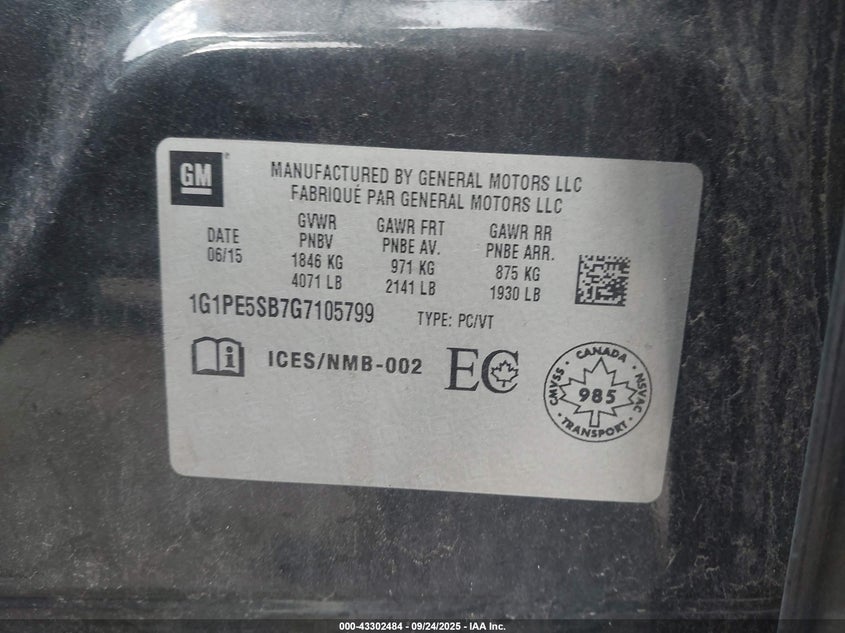 GM
MANUFACTURED BY GENERAL MOTORS LLC
FABRIQUÉ PAR GENERAL MOTORS LLC
DATE
06/15
GVWR
PNBV
1846 KG
4071 LB
GAWR FRT
PNBE AV.
971 KG
2141 LB
GAWR RR
PNBE ARR.
875 KG
1930 LB
1G1PE5SB7G7105799
TYPE: PC/VT
i ICES/NMB-002
EC
· CANADA ·
CMVSS
985
NSVAC
· TRANSPORT ·
000-43302484 - 09/24/2025 - IAA Inc.